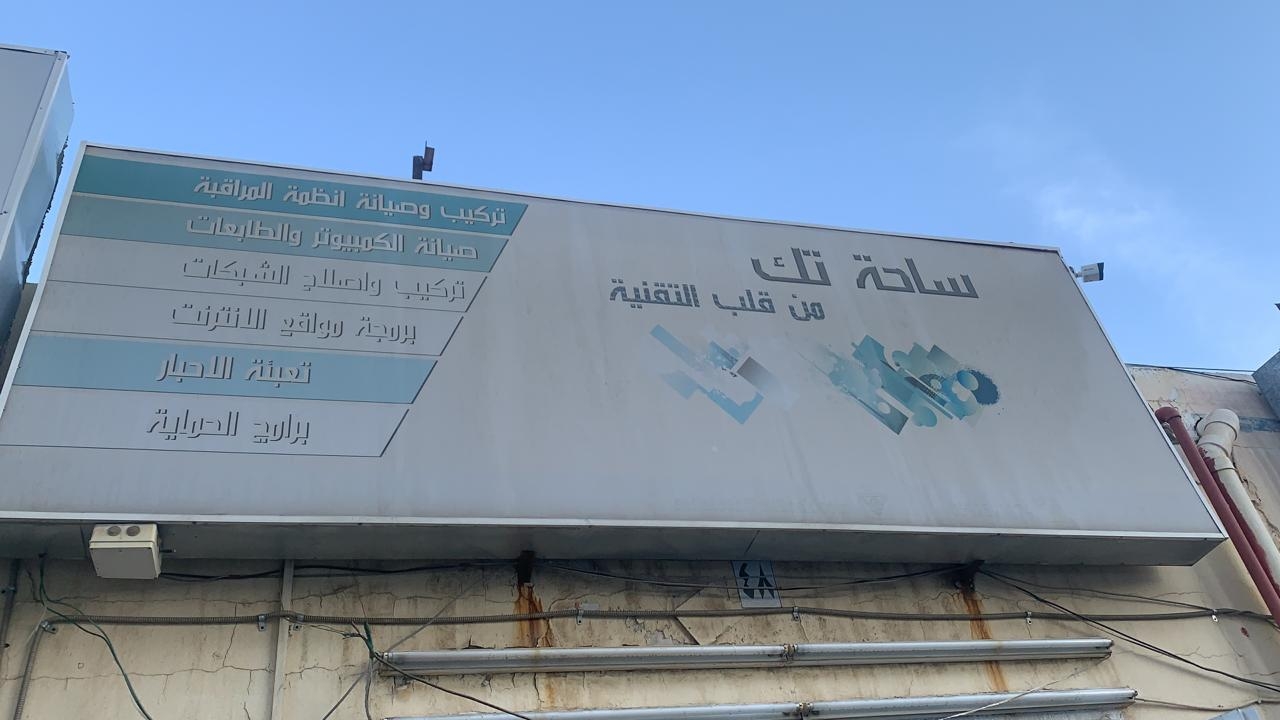 ساحة تك
من قلب التقنية
تركيب وصيانة انظمة المراقبة
صيانة الكمبيوتر والطابعات
تركيب واصلاح الشبكات
برمجة مواقع الانترنت
تعبئة الاحبار
برامج الحماية